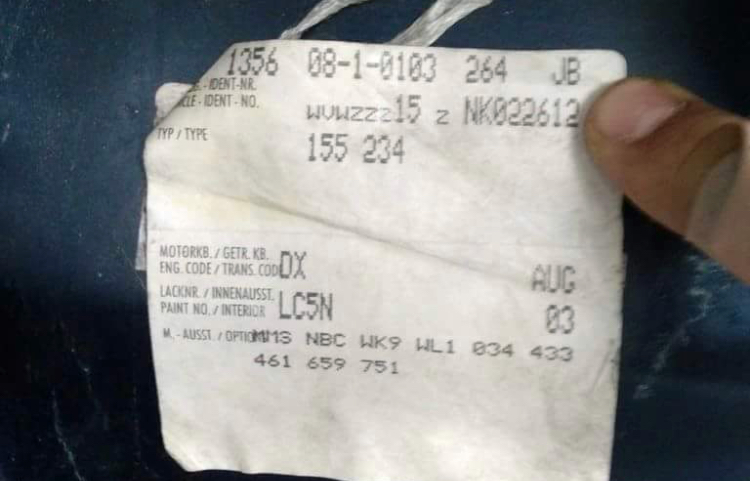 1356 08-1-0103 264 JB
- IDENT-NR.
CLE - IDENT - NO. WVWZZZ15 Z NK022612
TYP / TYPE 155 234
MOTORKB. / GETR. KB.
ENG. CODE / TRANS. COD DX AUG
LACKNR. / INNENAUSST.
PAINT NO. / INTERIOR LC5N 03
M. - AUSST. / OPTIO MMS NBC WK9 WL1 034 433
461 659 751